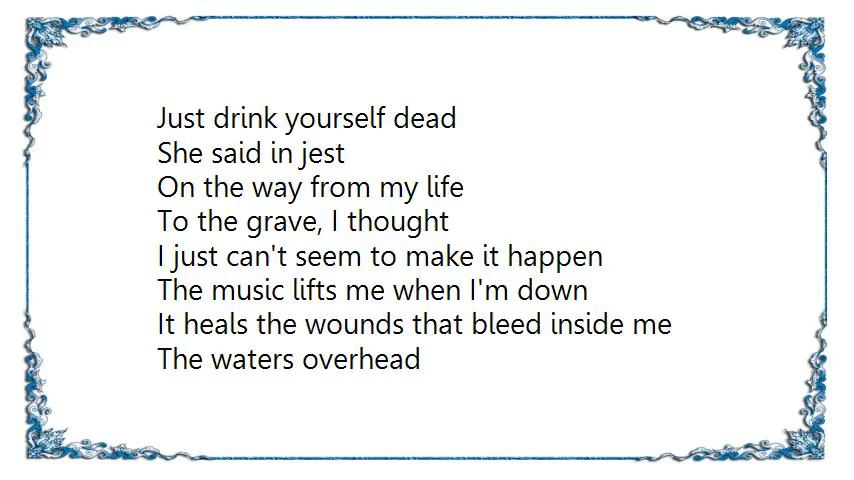 Just drink yourself dead
She said in jest
On the way from my life
To the grave, I thought
I just can't seem to make it happen
The music lifts me when I'm down
It heals the wounds that bleed inside me
The waters overhead